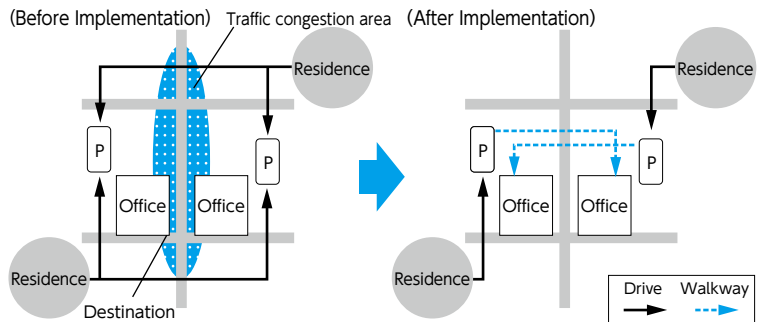 (Before Implementation)
Traffic congestion area
(After Implementation)
Residence
Residence
P
P
P
P
Office
Office
Office
Office
Residence
Residence
Destination
Drive
Walkway